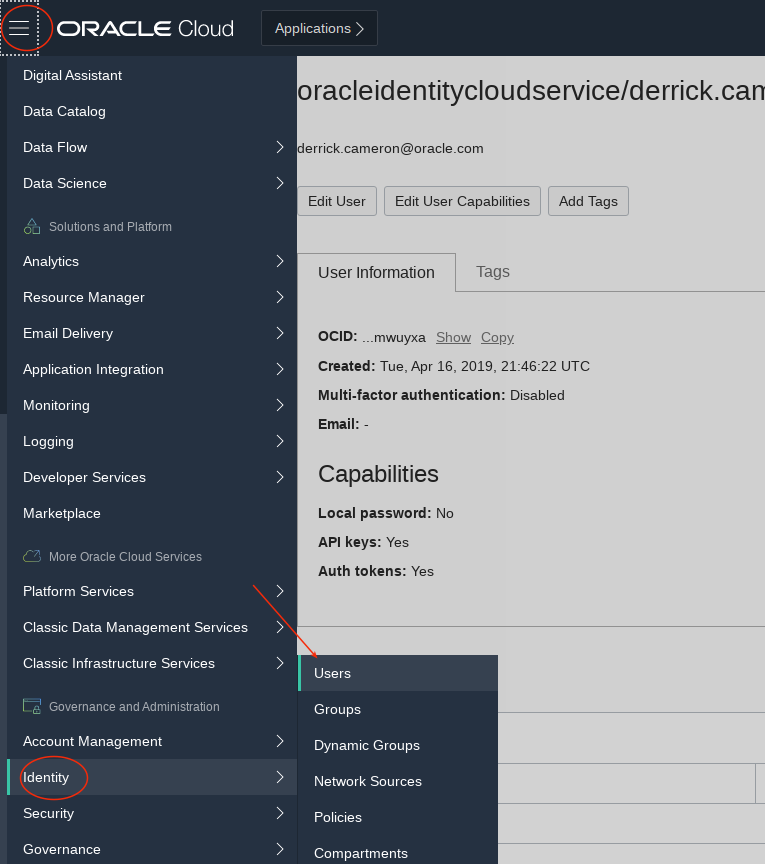 ORACLE Cloud
Applications
Digital Assistant
Data Catalog
Data Flow
Data Science
Solutions and Platform
Analytics
Resource Manager
Email Delivery
Application Integration
Monitoring
Logging
Developer Services
Marketplace
More Oracle Cloud Services
Platform Services
Classic Data Management Services
Classic Infrastructure Services
Governance and Administration
Account Management
Identity
Security
Governance
Users
Groups
Dynamic Groups
Network Sources
Policies
Compartments
oracleidentitycloudservice/derrick.cam
derrick.cameron@oracle.com
Edit User Edit User Capabilities Add Tags
User Information Tags
OCID: ...mwuyxa Show Copy
Created: Tue, Apr 16, 2019, 21:46:22 UTC
Multi-factor authentication: Disabled
Email: -
Capabilities
Local password: No
API keys: Yes
Auth tokens: Yes